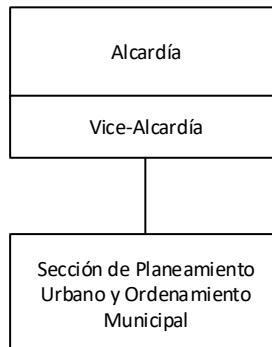 Alcardía
Vice-Alcardía
Sección de Planeamiento
Urbano y Ordenamiento
Municipal